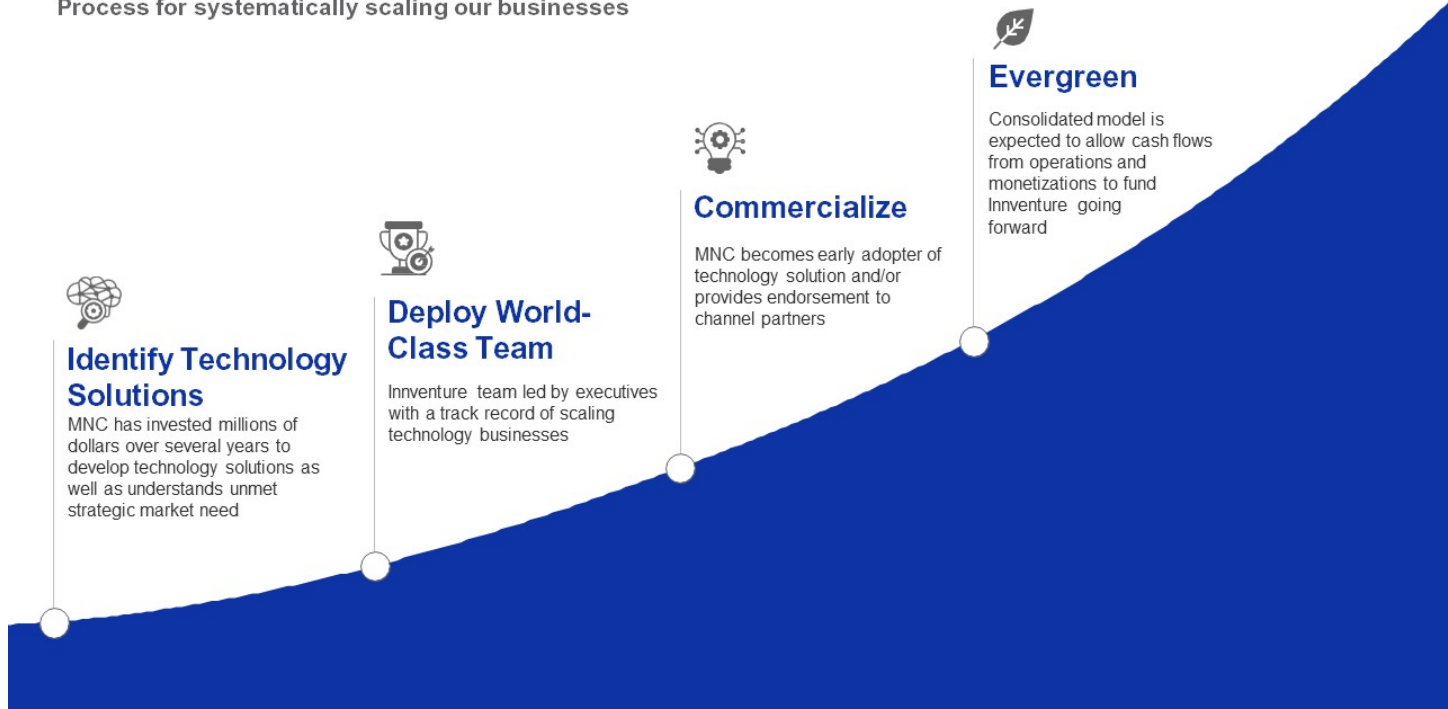 Process for systematically scaling our businesses
Identify Technology
Solutions
MNC has invested millions of
dollars over several years to
develop technology solutions as
well as understands unmet
strategic market need
Deploy World-
Class Team
Innventure team led by executives
with a track record of scaling
technology businesses
Commercialize
MNC becomes early adopter of
technology solution and/or
provides endorsement to
channel partners
Evergreen
Consolidated model is
expected to allow cash flows
from operations and
monetizations to fund
Innventure going
forward